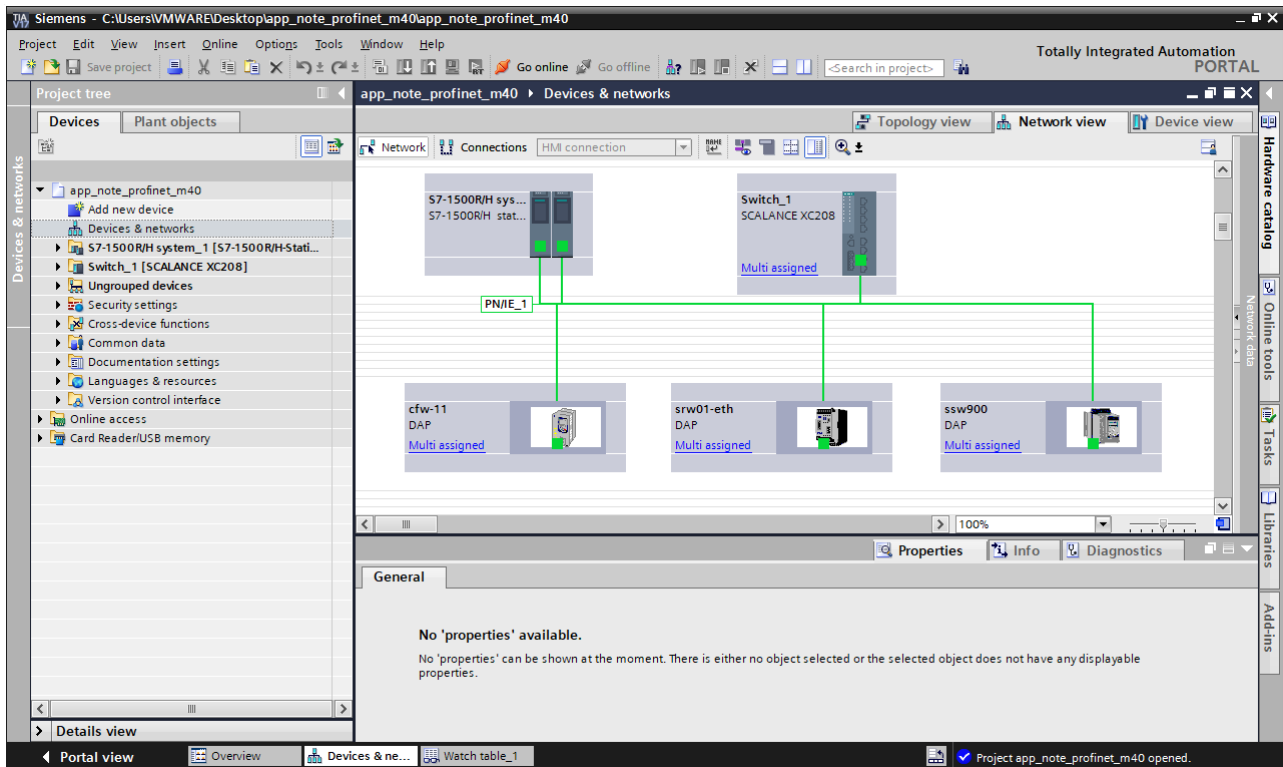 Siemens - C:\Users\VMWARE\Desktop\app_note_profinet_m40\app_note_profinet_m40
Project Edit View Insert Online Options Tools Window Help
Totally Integrated Automation
PORTAL
Save project Go online Go offline <Search in project>
Project tree
app_note_profinet_m40 ▸ Devices & networks
Devices Plant objects
Topology view Network view Device view
Network Connections HMI connection
app_note_profinet_m40
Add new device
Devices & networks
S7-1500R/H system_1 [S7-1500R/H-Stati...
Switch_1 [SCALANCE XC208]
Ungrouped devices
Security settings
Cross-device functions
Common data
Documentation settings
Languages & resources
Version control interface
Online access
Card Reader/USB memory
Details view
Devices & networks
S7-1500R/H sys...
S7-1500R/H stat...
Switch_1
SCALANCE XC208
Multi assigned
PN/IE_1
cfw-11
DAP
Multi assigned
srw01-eth
DAP
Multi assigned
ssw900
DAP
Multi assigned
100%
Network data
Properties Info Diagnostics
General
No 'properties' available.
No 'properties' can be shown at the moment. There is either no object selected or the selected object does not have any displayable
properties.
Hardware catalog
Online tools
Tasks
Libraries
Add-ins
Portal view Overview Devices & ne... Watch table_1
Project app_note_profinet_m40 opened.